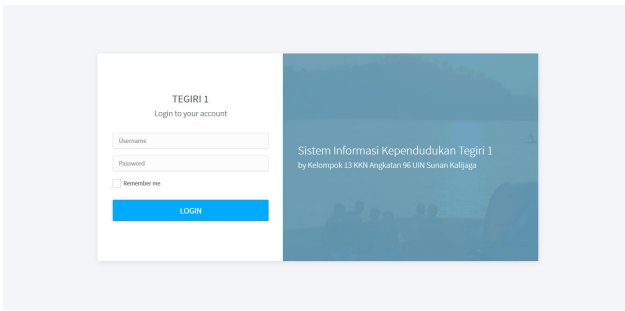 TEGIRI 1
Login to your account
Username
Password
Remember me
LOGIN
Sistem Informasi Kependudukan Tegiri 1
by Kelompok 13 KKN Angkatan 96 UIN Sunan Kalijaga